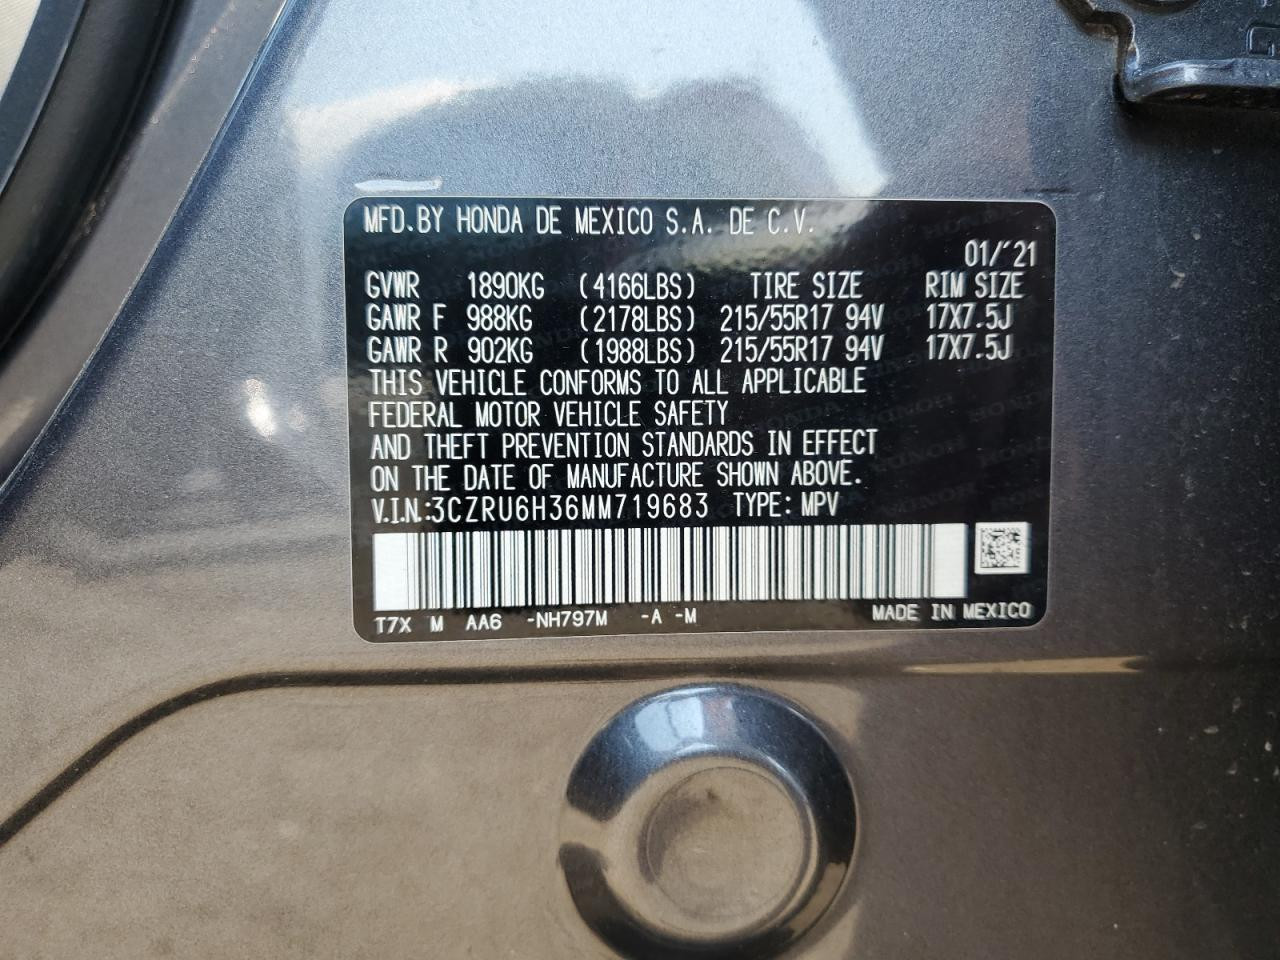 MFD.BY HONDA DE MEXICO S.A. DE C.V.
01/'21
GVWR 1890KG (4166LBS) TIRE SIZE RIM SIZE
GAWR F 988KG (2178LBS) 215/55R17 94V 17X7.5J
GAWR R 902KG (1988LBS) 215/55R17 94V 17X7.5J
THIS VEHICLE CONFORMS TO ALL APPLICABLE
FEDERAL MOTOR VEHICLE SAFETY
AND THEFT PREVENTION STANDARDS IN EFFECT
ON THE DATE OF MANUFACTURE SHOWN ABOVE.
V.I.N.:3CZRU6H36MM719683 TYPE: MPV
T7X M AA6 -NH797M -A -M MADE IN MEXICO